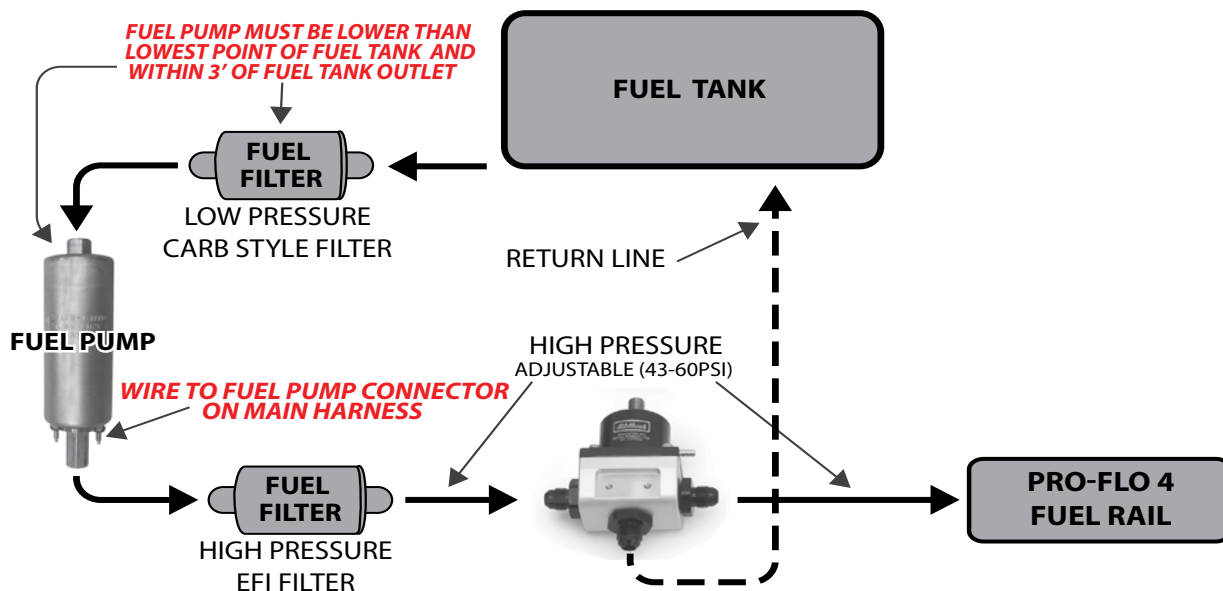 FUEL PUMP MUST BE LOWER THAN
LOWEST POINT OF FUEL TANK AND
WITHIN 3’ OF FUEL TANK OUTLET
FUEL TANK
FUEL
FILTER
LOW PRESSURE
CARB STYLE FILTER
RETURN LINE
FUEL PUMP
HIGH PRESSURE
ADJUSTABLE (43-60PSI)
WIRE TO FUEL PUMP CONNECTOR
ON MAIN HARNESS
FUEL
FILTER
HIGH PRESSURE
EFI FILTER
PRO-FLO 4
FUEL RAIL